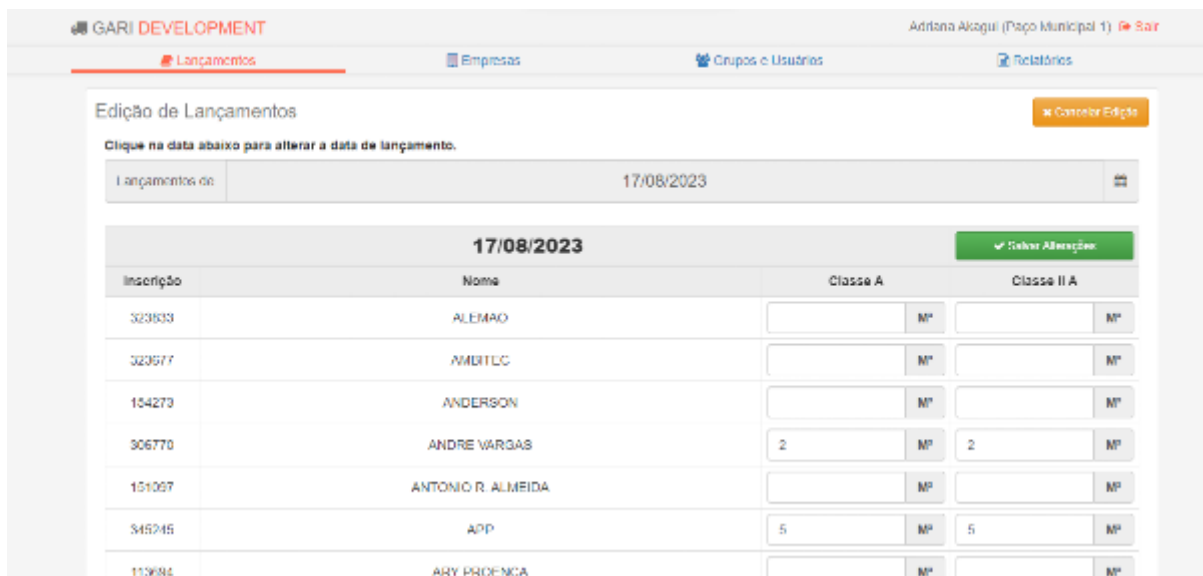 GARI DEVELOPMENT Adriana Akagui (Paço Municipal 1) Sair
Lançamentos Empresas Grupos e Usuários Relatórios
Edição de Lançamentos Cancelar Edição
Clique na data abaixo para alterar a data de lançamento.
Lançamentos de 17/08/2023
17/08/2023 Salvar Alterações
Inscrição Nome Classe A Classe II A
323833 ALEMAO M³ M³
323677 AMBITEC M³ M³
154273 ANDERSON M³ M³
306770 ANDRE VARGAS 2 M³ 2 M³
151097 ANTONIO R. ALMEIDA M³ M³
345245 APP 5 M³ 5 M³
113694 ARY PROENCA M³ M³